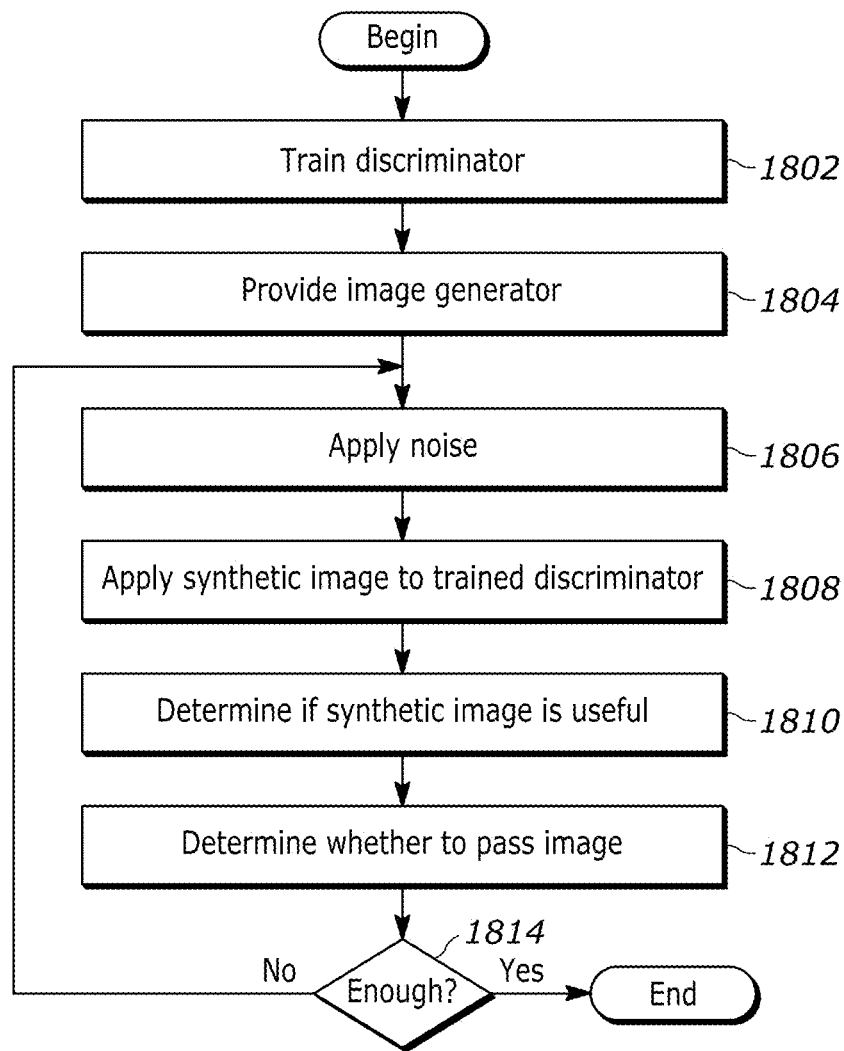 Begin
Train discriminator
1802
Provide image generator
1804
Apply noise
1806
Apply synthetic image to trained discriminator
1808
Determine if synthetic image is useful
1810
Determine whether to pass image
1812
1814
No
Enough?
Yes
End